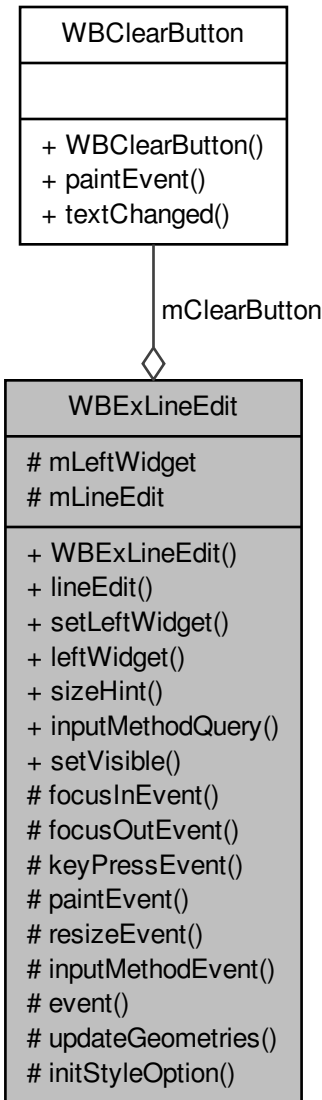 WBClearButton
+ WBClearButton()
+ paintEvent()
+ textChanged()
mClearButton
WBExLineEdit
# mLeftWidget
# mLineEdit
+ WBExLineEdit()
+ lineEdit()
+ setLeftWidget()
+ leftWidget()
+ sizeHint()
+ inputMethodQuery()
+ setVisible()
# focusInEvent()
# focusOutEvent()
# keyPressEvent()
# paintEvent()
# resizeEvent()
# inputMethodEvent()
# event()
# updateGeometries()
# initStyleOption()